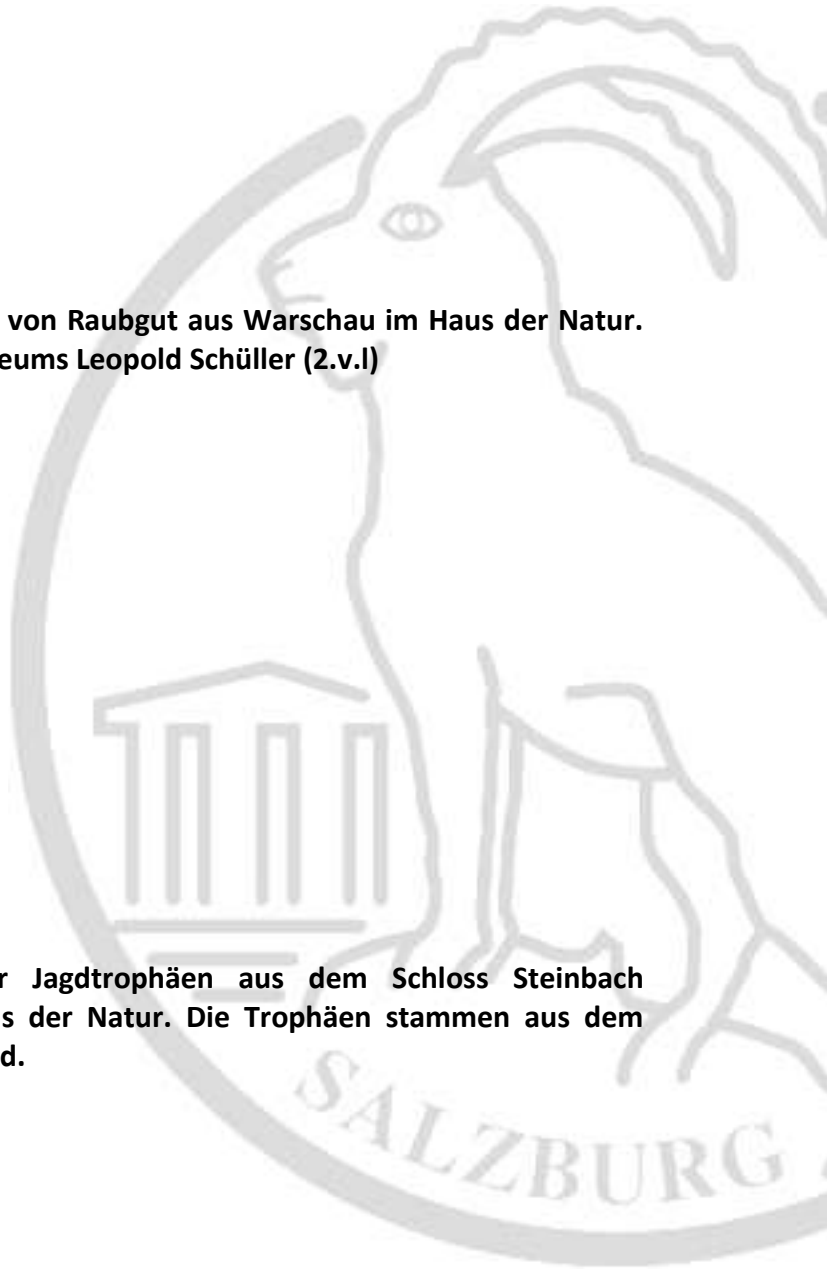 von Raubgut aus Warschau im Haus der Natur.
eums Leopold Schüller (2.v.l)
r Jagdtrophäen aus dem Schloss Steinbach
s der Natur. Die Trophäen stammen aus dem
d.
SALZBURG